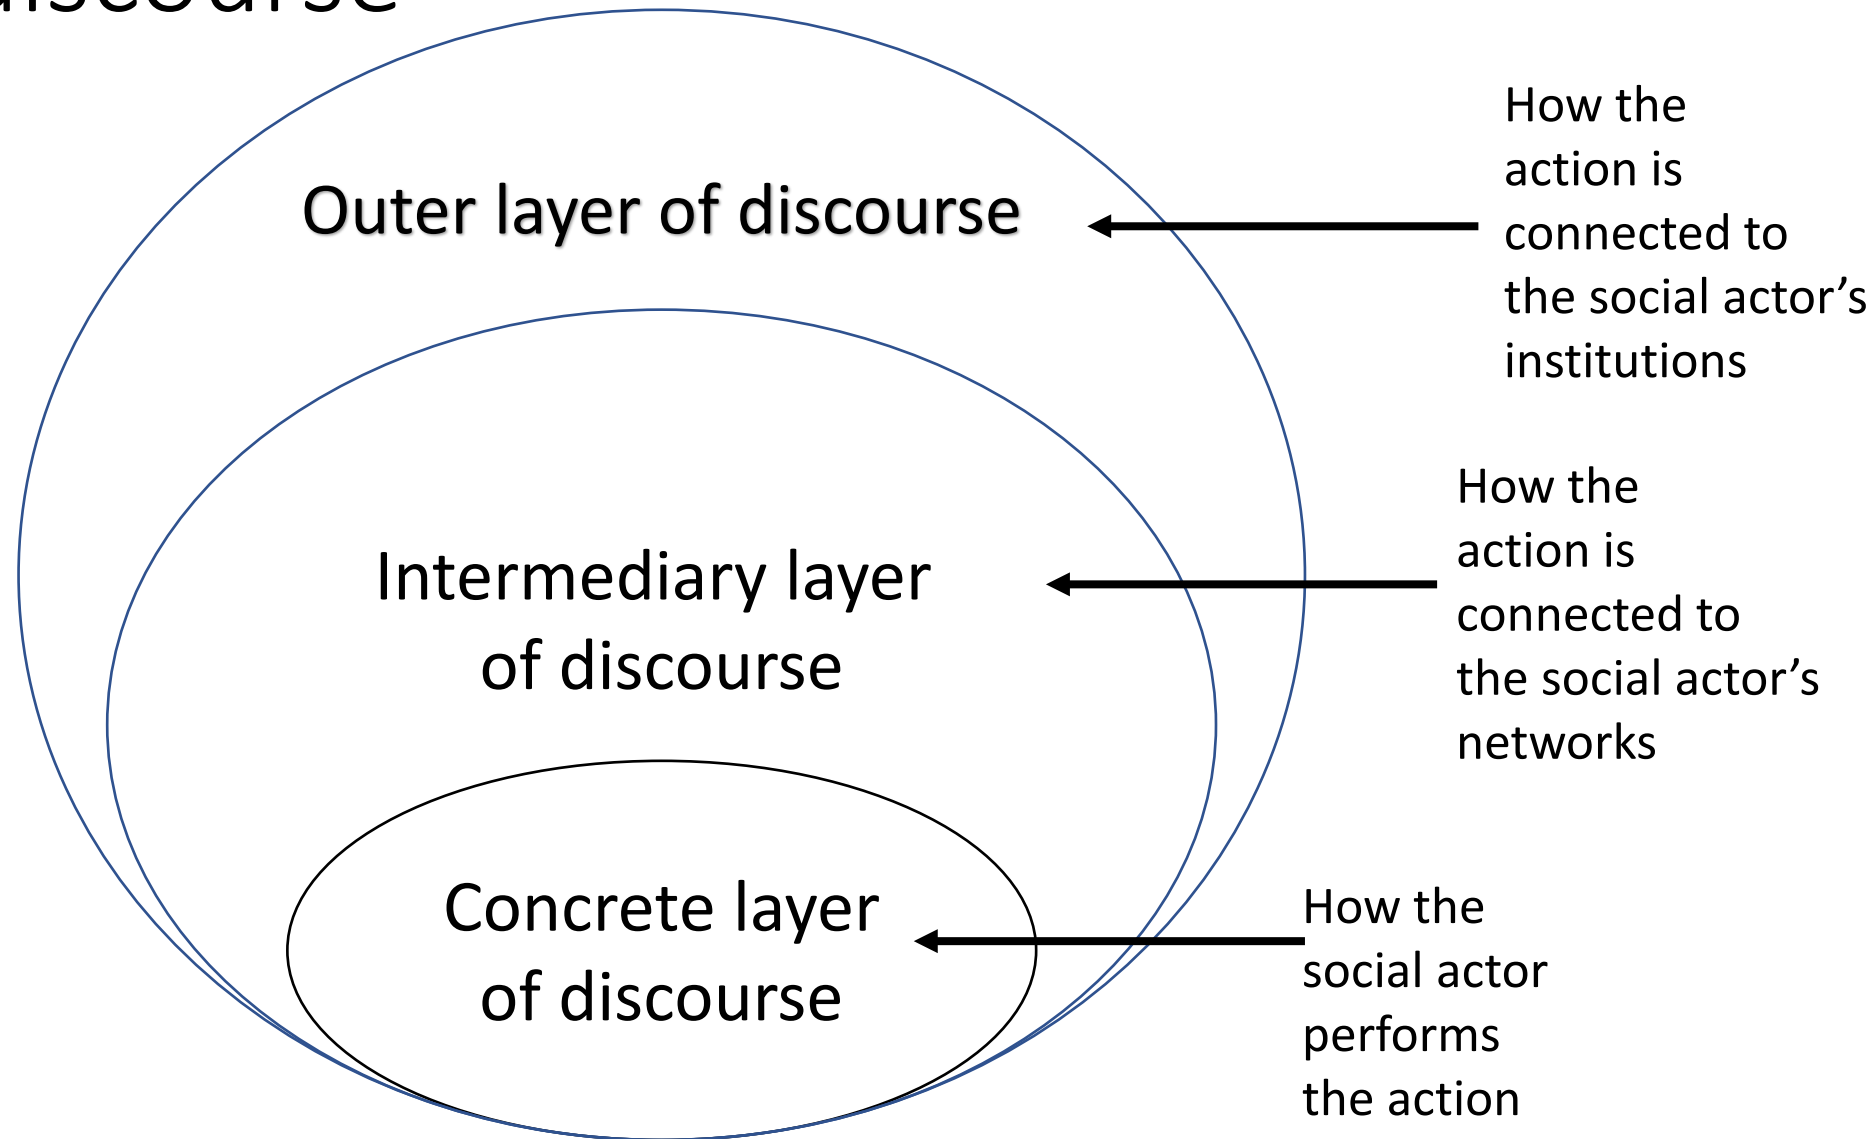 discourse
Outer layer of discourse
How the
action is
connected to
the social actor’s
institutions
Intermediary layer
of discourse
How the
action is
connected to
the social actor’s
networks
Concrete layer
of discourse
How the
social actor
performs
the action